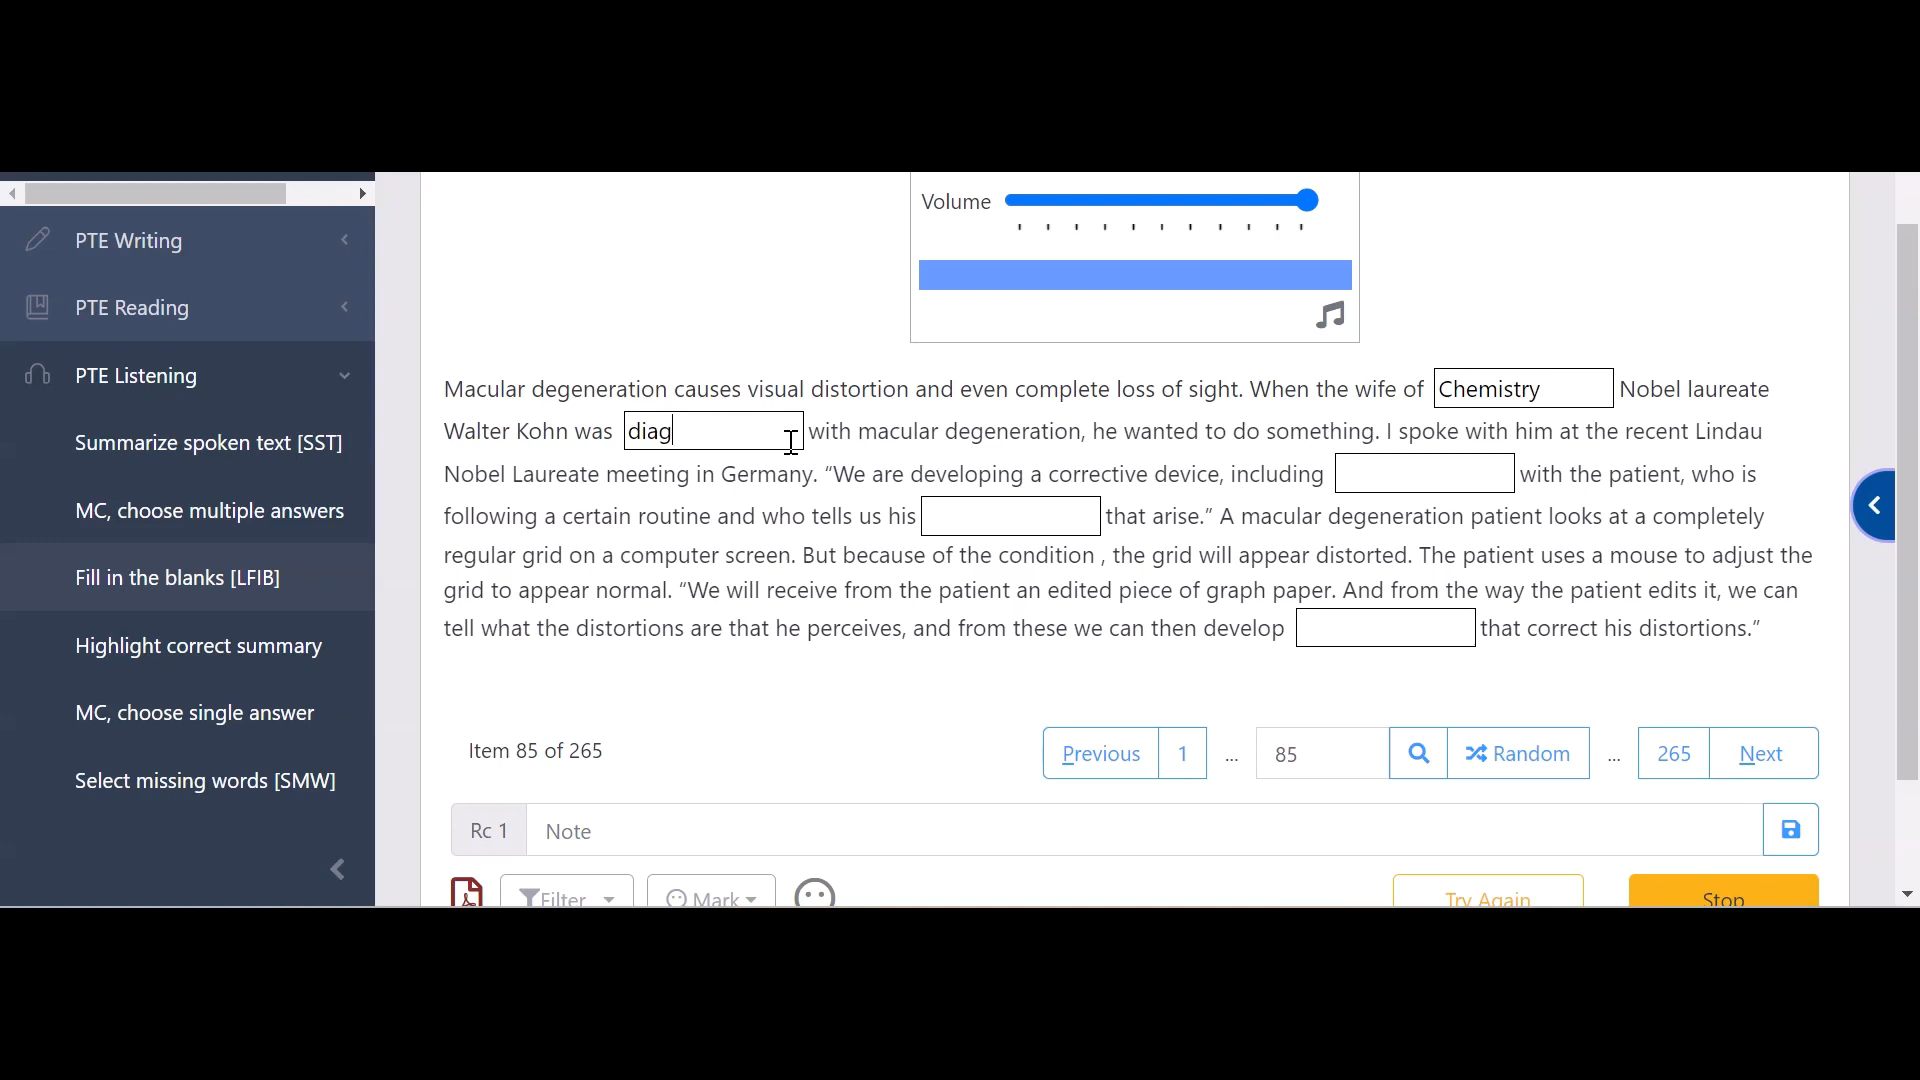 Volume
PTE Writing
PTE Reading
PTE Listening
Summarize spoken text [SST]
MC, choose multiple answers
Fill in the blanks [LFIB]
Highlight correct summary
MC, choose single answer
Select missing words [SMW]
Macular degeneration causes visual distortion and even complete loss of sight. When the wife of Chemistry Nobel laureate
Walter Kohn was diag with macular degeneration, he wanted to do something. I spoke with him at the recent Lindau
Nobel Laureate meeting in Germany. “We are developing a corrective device, including with the patient, who is
following a certain routine and who tells us his that arise.” A macular degeneration patient looks at a completely
regular grid on a computer screen. But because of the condition , the grid will appear distorted. The patient uses a mouse to adjust the
grid to appear normal. “We will receive from the patient an edited piece of graph paper. And from the way the patient edits it, we can
tell what the distortions are that he perceives, and from these we can then develop that correct his distortions.”
Item 85 of 265
Previous 1 ... 85 Random ... 265 Next
Rc 1 Note
Filter Mark Try Again Stop